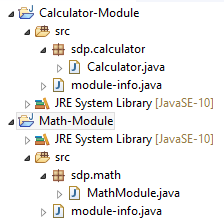 Calculator-Module
src
sdp.calculator
Calculator.java
module-info.java
JRE System Library [JavaSE-10]
Math-Module
JRE System Library [JavaSE-10]
src
sdp.math
MathModule.java
module-info.java